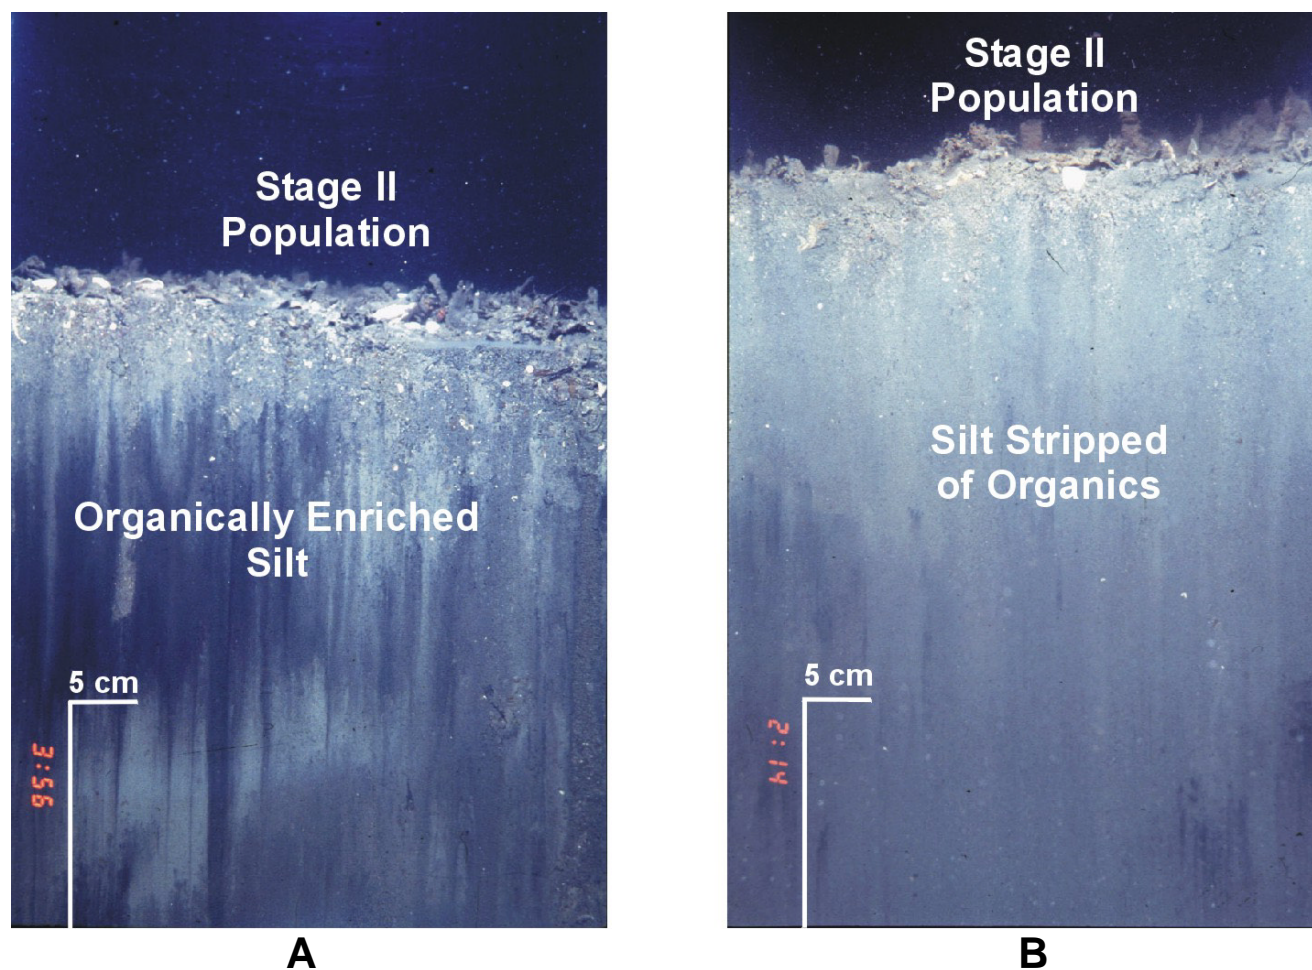 Stage II
Population
Organically Enriched
Silt
5 cm
3:56
A
Stage II
Population
Silt Stripped
of Organics
5 cm
2:14
B